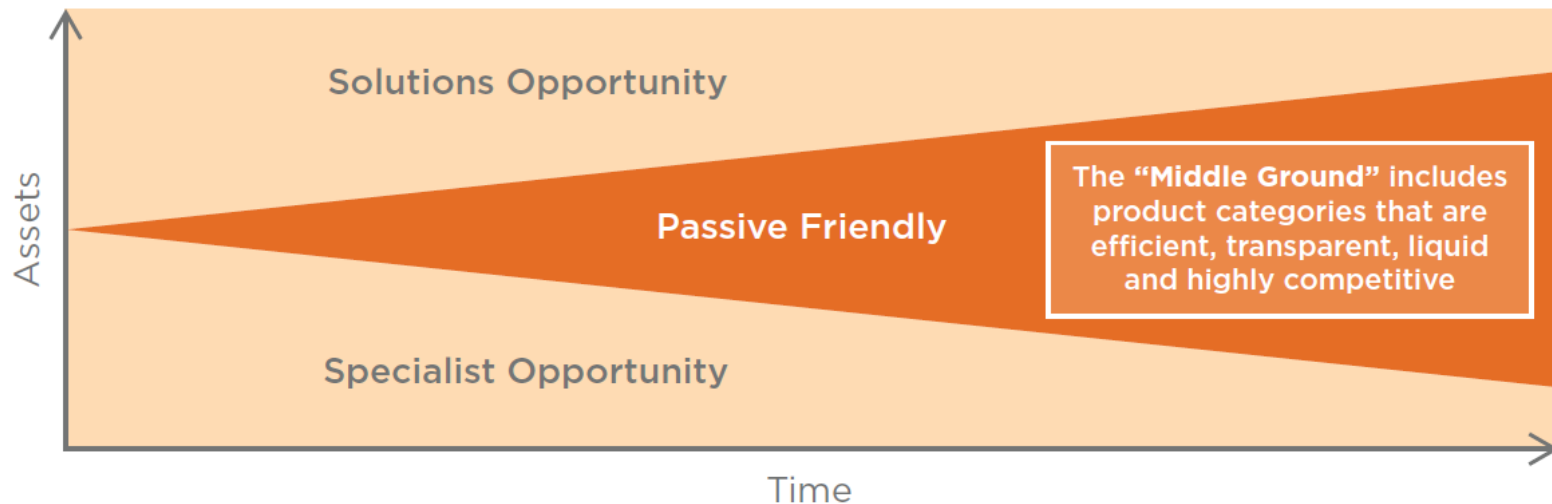 Solutions Opportunity
Assets
Passive Friendly
The “Middle Ground” includes
product categories that are
efficient, transparent, liquid
and highly competitive
Specialist Opportunity
Time